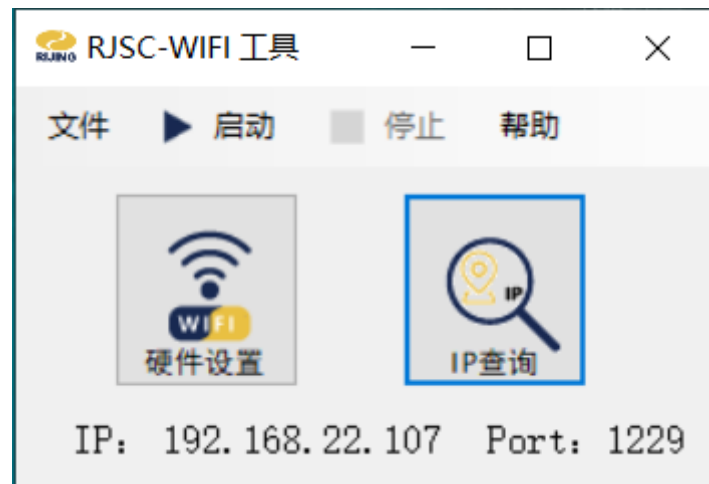 RIJING RJSC-WIFI 工具
文件 启动 停止 帮助
WIFI IP
硬件设置 IP查询
IP: 192.168.22.107 Port: 1229